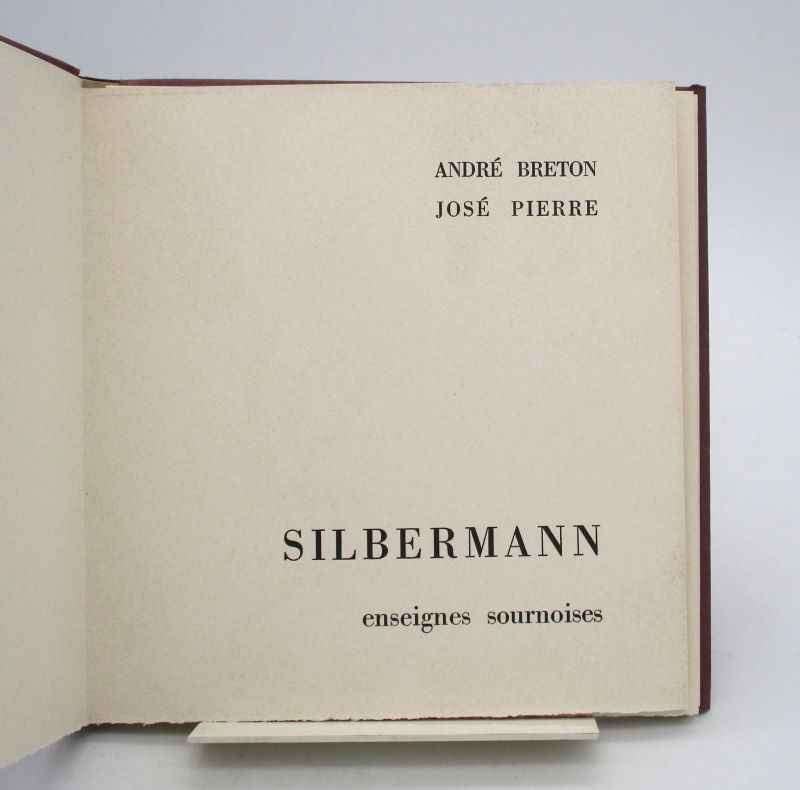 ANDRÉ BRETON
JOSÉ PIERRE
SILBERMANN
enseignes sournoises